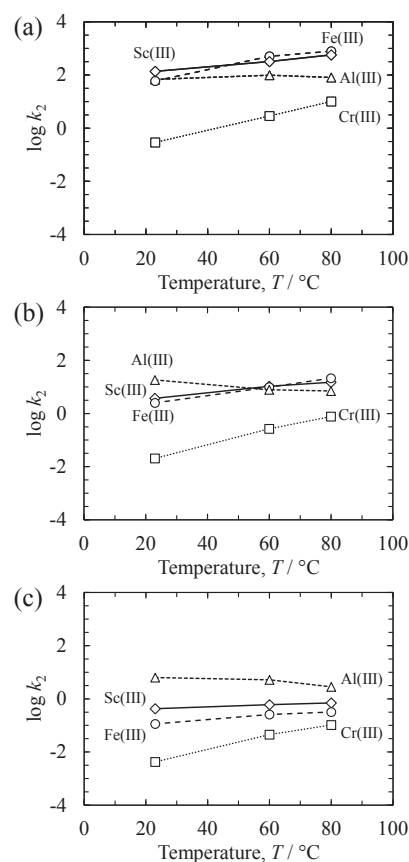 (a)
Fe(III)
Sc(III)
Al(III)
Cr(III)
log k₂
4
2
0
-2
-4
0 20 40 60 80 100
Temperature, T / °C
(b)
Al(III)
Sc(III)
Fe(III)
Cr(III)
log k₂
4
2
0
-2
-4
0 20 40 60 80 100
Temperature, T / °C
(c)
Al(III)
Sc(III)
Fe(III)
Cr(III)
log k₂
4
2
0
-2
-4
0 20 40 60 80 100
Temperature, T / °C